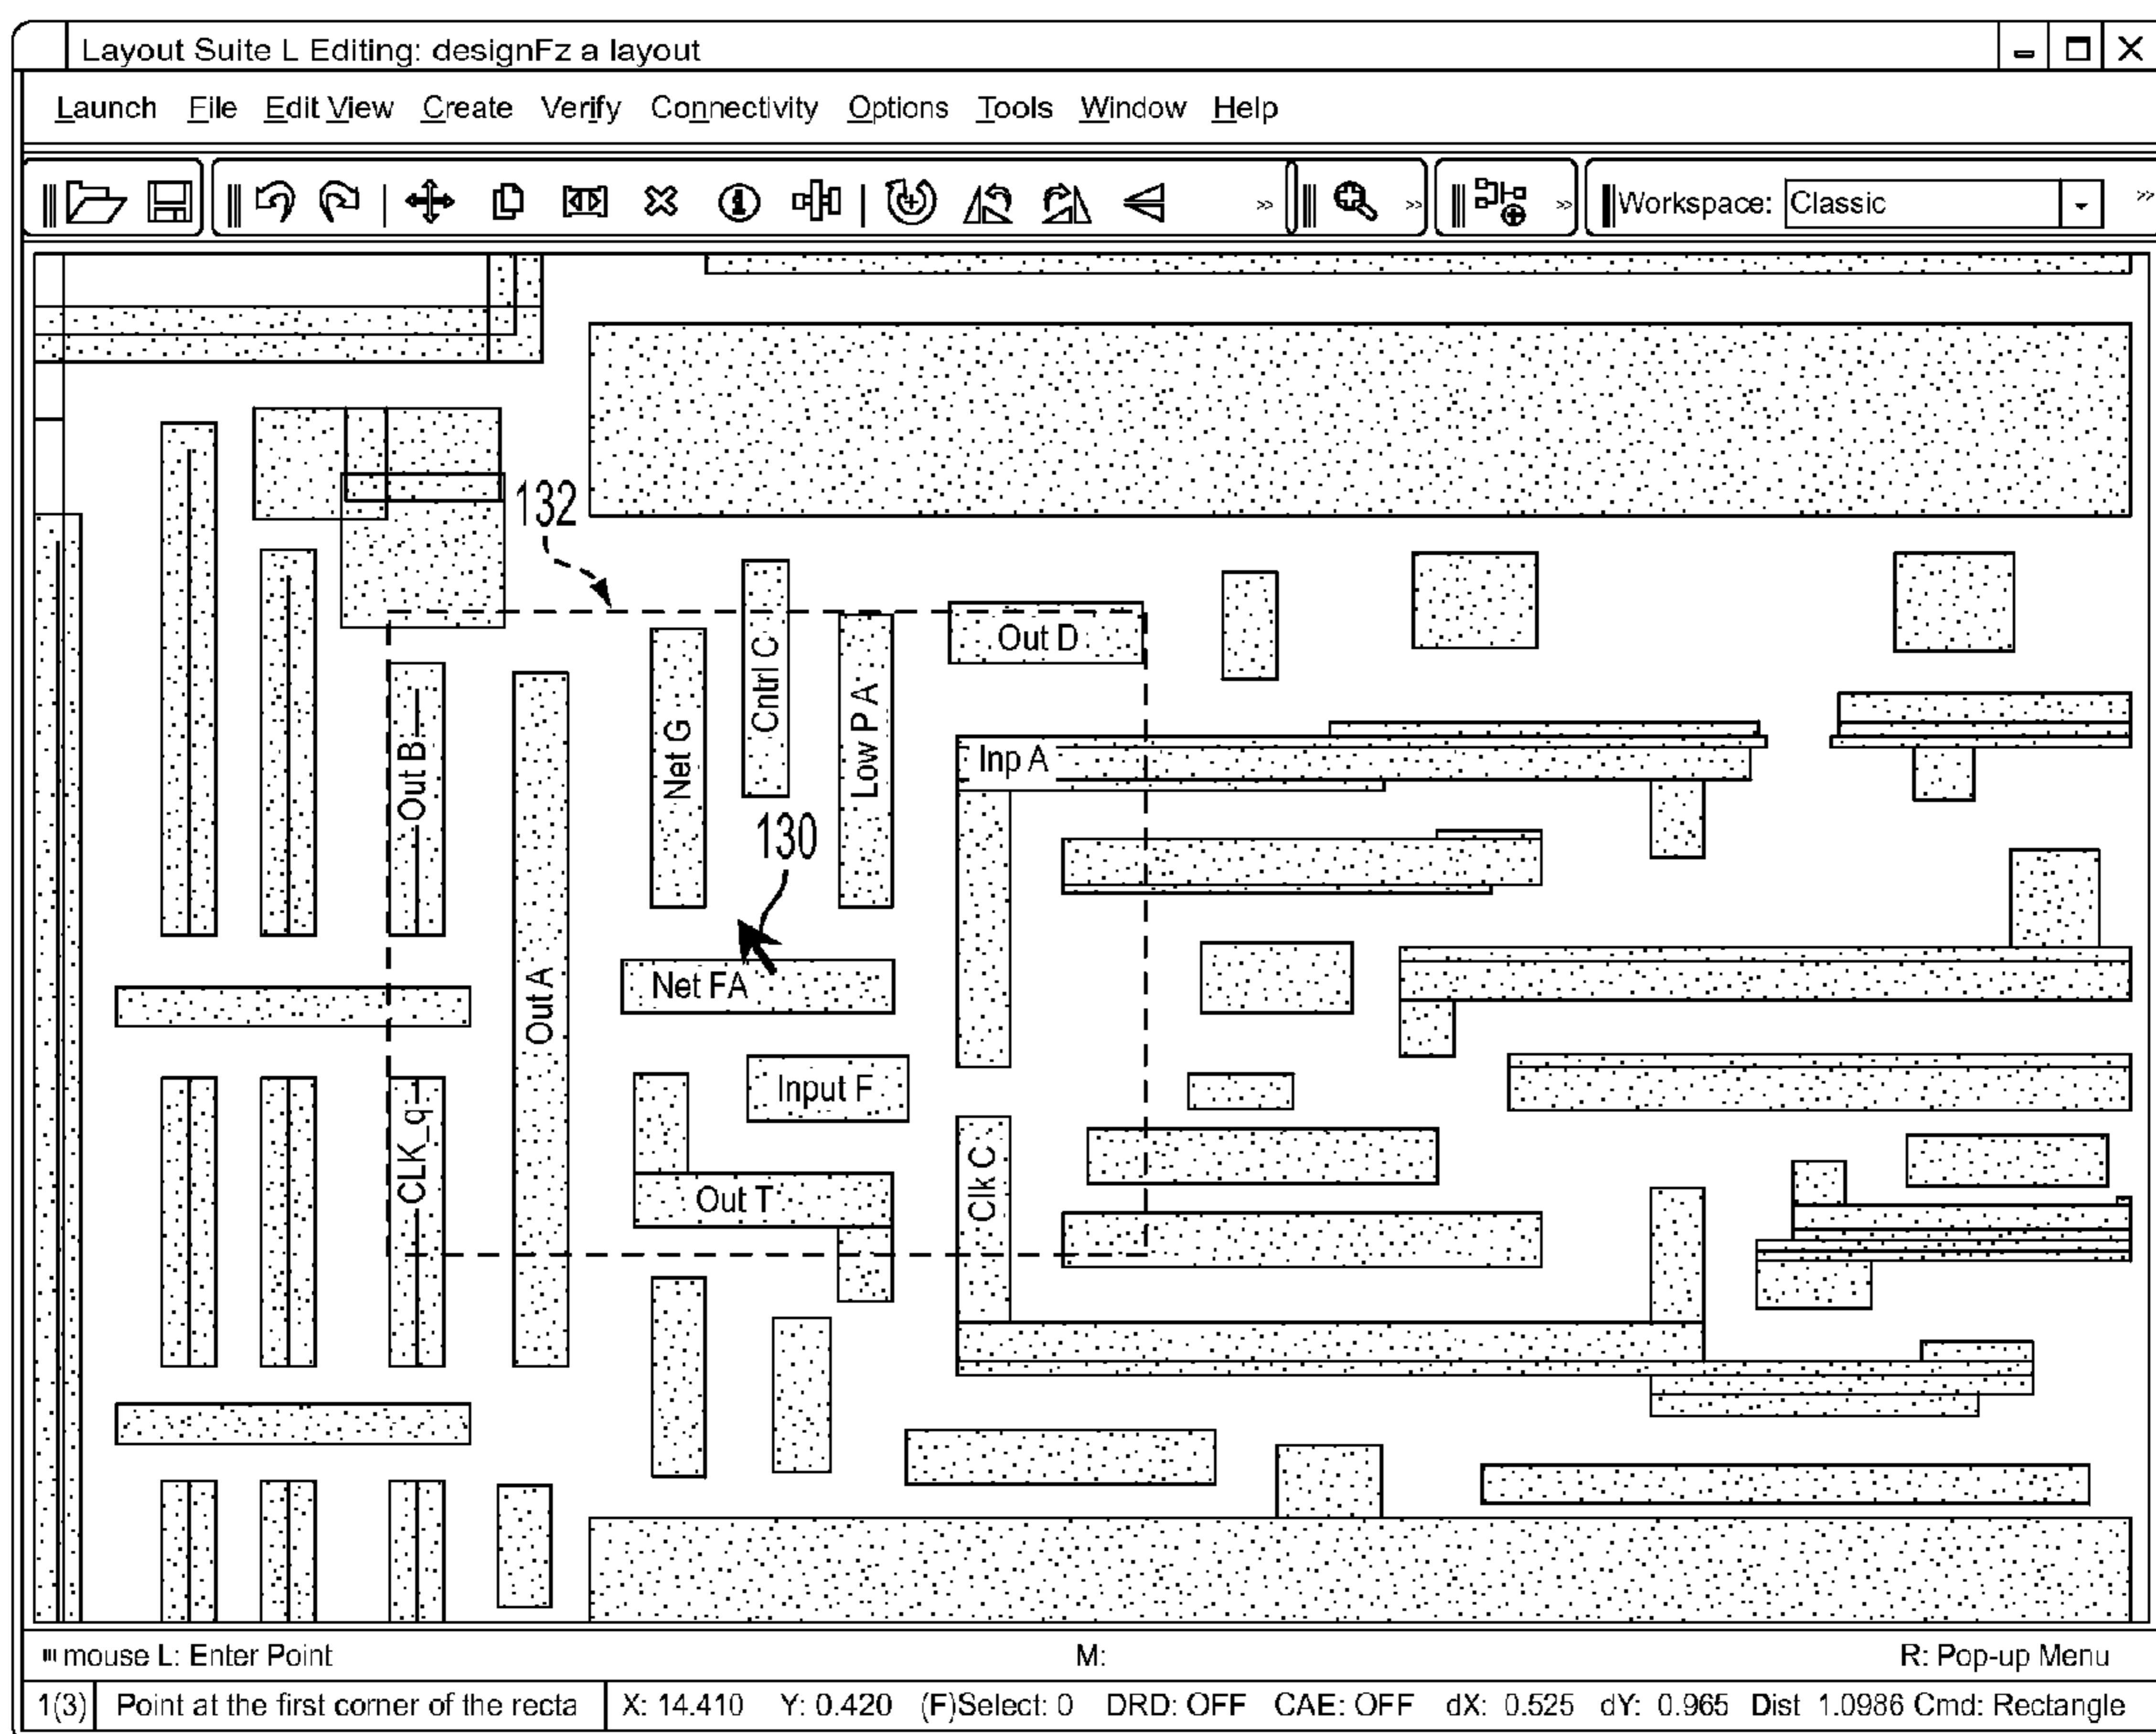 Layout Suite L Editing: designFz a layout
Launch File Edit View Create Verify Connectivity Options Tools Window Help
Workspace: Classic
132
Out D
Cntrl C
Net G
Low P A
Out B
Inp A
130
Out A
Net FA
Input F
CLK_q
Clk C
Out T
mouse L: Enter Point M: R: Pop-up Menu
1(3) Point at the first corner of the recta X: 14.410 Y: 0.420 (F)Select: 0 DRD: OFF CAE: OFF dX: 0.525 dY: 0.965 Dist 1.0986 Cmd: Rectangle